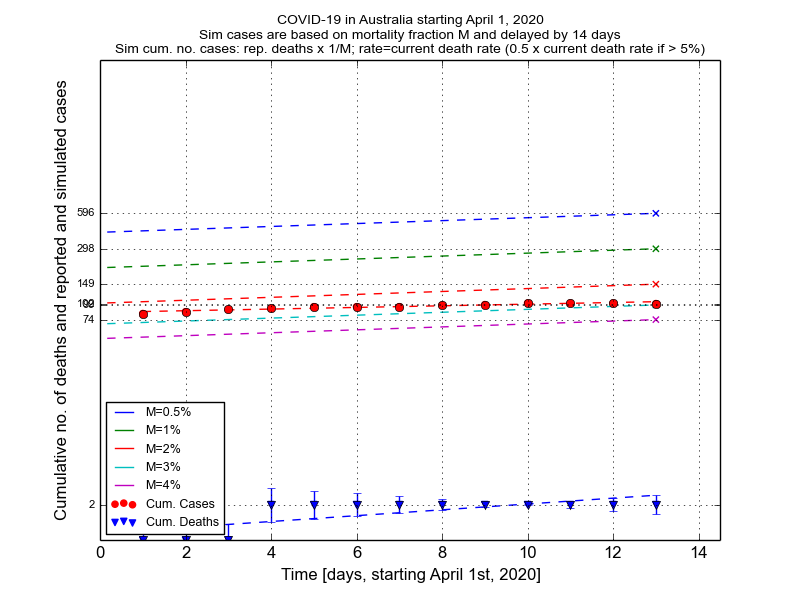 COVID-19 in Australia starting April 1, 2020
Sim cases are based on mortality fraction M and delayed by 14 days
Sim cum. no. cases: rep. deaths x 1/M; rate=current death rate (0.5 x current death rate if > 5%)
Cumulative no. of deaths and reported and simulated cases
596
298
149
74
2
M=0.5%
M=1%
M=2%
M=3%
M=4%
Cum. Cases
Cum. Deaths
0 2 4 6 8 10 12 14
Time [days, starting April 1st, 2020]